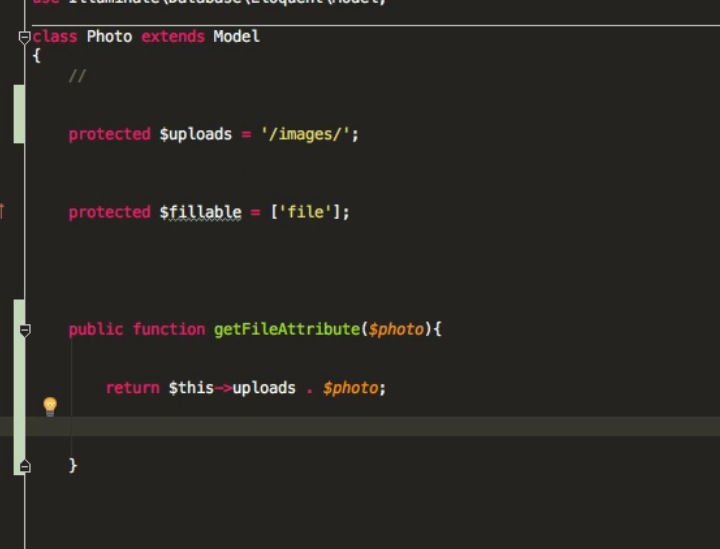 use Illuminate\Database\Eloquent\Model;
class Photo extends Model
{
//
protected $uploads = '/images/';
protected $fillable = ['file'];
public function getFileAttribute($photo){
return $this->uploads . $photo;
}